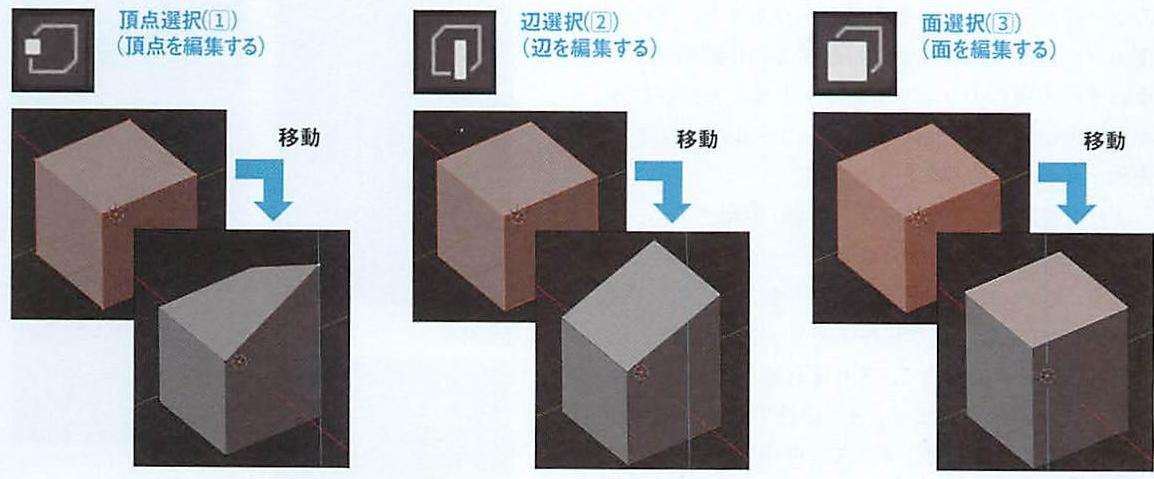 頂点選択(1)
(頂点を編集する)
移動
辺選択(2)
(辺を編集する)
移動
面選択(3)
(面を編集する)
移動